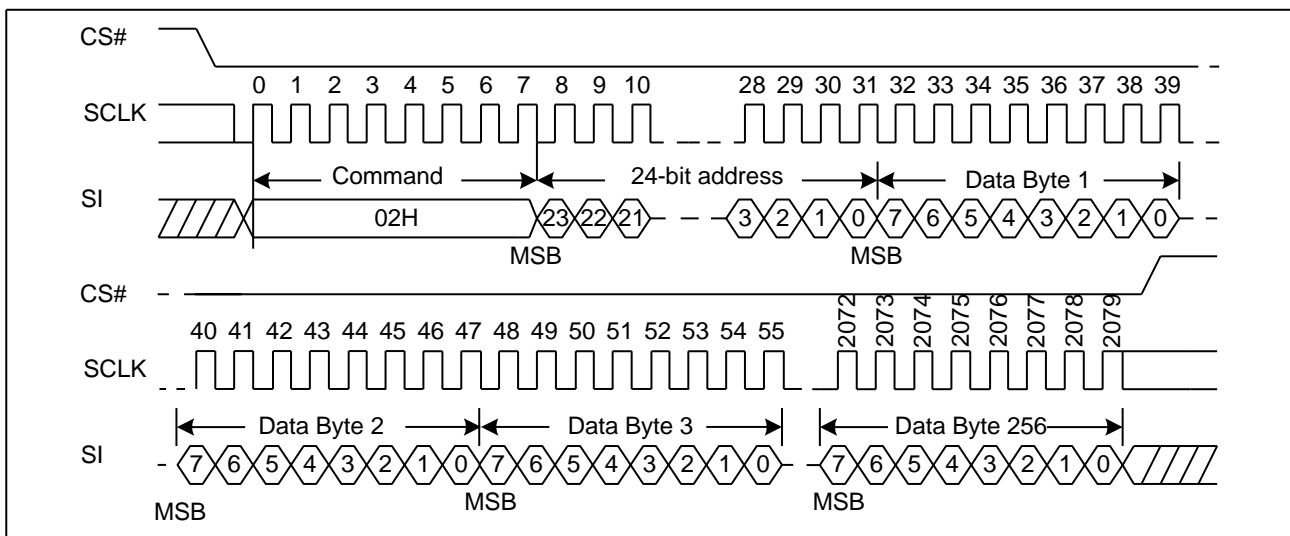 CS#
0 1 2 3 4 5 6 7 8 9 10 28 29 30 31 32 33 34 35 36 37 38 39
SCLK
Command 24-bit address Data Byte 1
SI
02H 23 22 21 3 2 1 0 7 6 5 4 3 2 1 0
MSB MSB
CS#
40 41 42 43 44 45 46 47 48 49 50 51 52 53 54 55 2072 2073 2074 2075 2076 2077 2078 2079
SCLK
Data Byte 2 Data Byte 3 Data Byte 256
SI
7 6 5 4 3 2 1 0 7 6 5 4 3 2 1 0 7 6 5 4 3 2 1 0
MSB MSB MSB